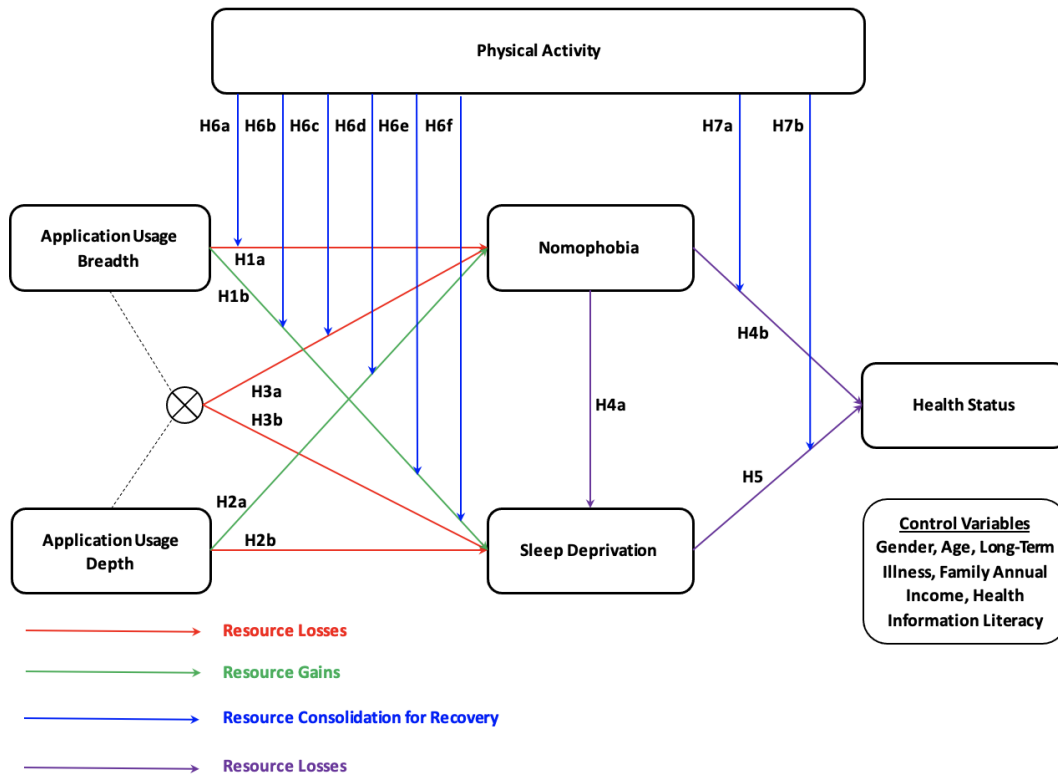 Physical Activity
H6a
H6b
H6c
H6d
H6e
H6f
H7a
H7b
Application Usage
Breadth
Nomophobia
H1a
H1b
H4b
H3a
H3b
H4a
Health Status
H2a
H2b
H5
Application Usage
Depth
Sleep Deprivation
Control Variables
Gender, Age, Long-Term
Illness, Family Annual
Income, Health
Information Literacy
Resource Losses
Resource Gains
Resource Consolidation for Recovery
Resource Losses